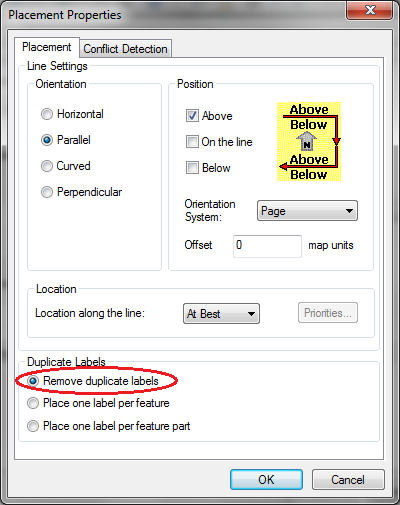 Placement Properties
Placement
Conflict Detection
Line Settings
Orientation
Horizontal
Parallel
Curved
Perpendicular
Position
Above
On the line
Below
Above
Below
N
Above
Below
Orientation
System:
Page
Offset
0
map units
Location
Location along the line:
At Best
Priorities...
Duplicate Labels
Remove duplicate labels
Place one label per feature
Place one label per feature part
OK
Cancel